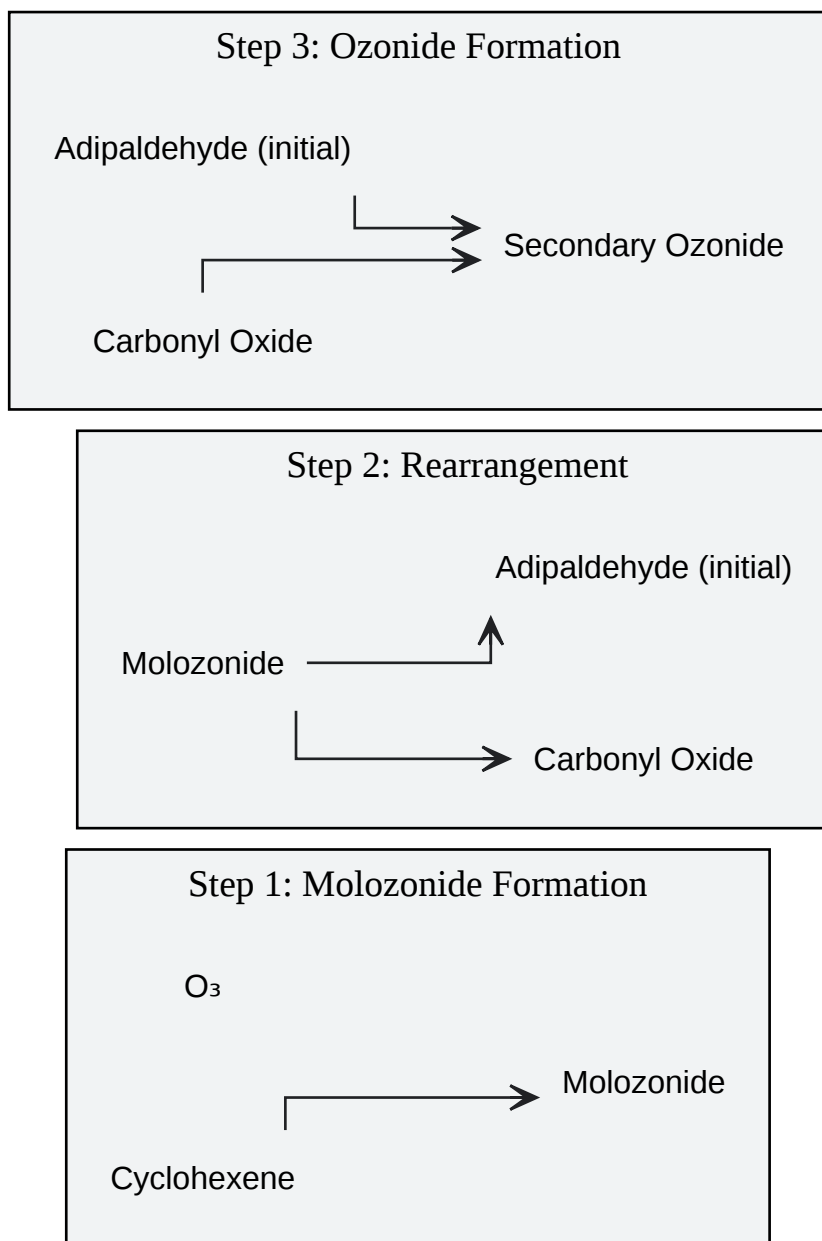 Step 3: Ozonide Formation
Adipaldehyde (initial)
Secondary Ozonide
Carbonyl Oxide
Step 2: Rearrangement
Adipaldehyde (initial)
Molozonide
Carbonyl Oxide
Step 1: Molozonide Formation
O₃
Molozonide
Cyclohexene